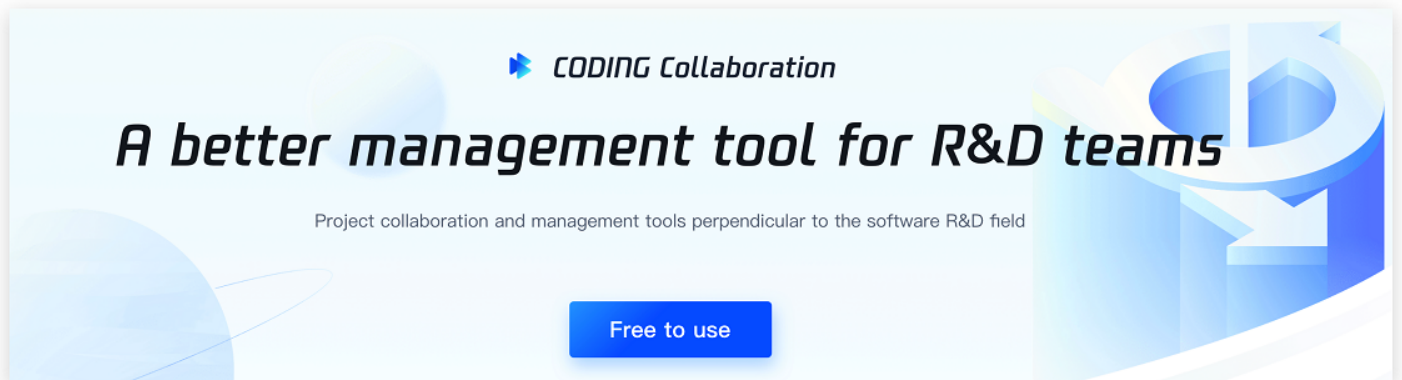 CODING Collaboration
A better management tool for R&D teams
Project collaboration and management tools perpendicular to the software R&D field
Free to use